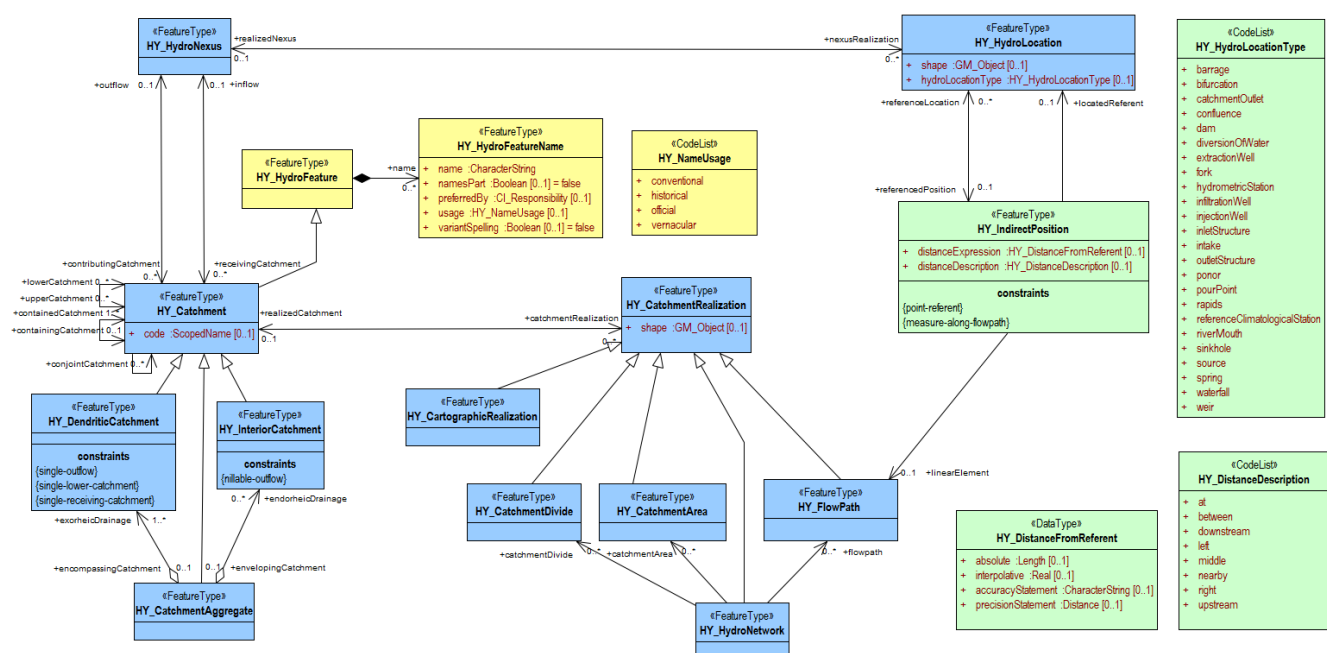 «FeatureType»
HY_HydroNexus
+realizedNexus
0..1
+nexusRealization
0..*
«FeatureType»
HY_HydroLocation
+ shape :GM_Object [0..1]
+ hydroLocationType :HY_HydroLocationType [0..1]
«CodeList»
HY_HydroLocationType
+ barrage
+ bifurcation
+ catchmentOutlet
+ confluence
+ dam
+ diversionOfWater
+ extractionWell
+ fork
+ hydrometricStation
+ infiltrationWell
+ injectionWell
+ inletStructure
+ intake
+ outletStructure
+ ponor
+ pourPoint
+ rapids
+ referenceClimatologicalStation
+ riverMouth
+ sinkhole
+ source
+ spring
+ waterfall
+ weir
+outflow
0..1
0..1
+inflow
+referenceLocation
0..*
0..1
+locatedReferent
«FeatureType»
HY_HydroFeature
+name
0..*
«FeatureType»
HY_HydroFeatureName
+ name :CharacterString
+ namesPart :Boolean [0..1] = false
+ preferredBy :CI_Responsibility [0..1]
+ usage :HY_NameUsage [0..1]
+ variantSpelling :Boolean [0..1] = false
«CodeList»
HY_NameUsage
+ conventional
+ historical
+ official
+ vernacular
+referencedPosition
0..1
«FeatureType»
HY_IndirectPosition
+ distanceExpression :HY_DistanceFromReferent [0..1]
+ distanceDescription :HY_DistanceDescription [0..1]
constraints
{point-referent}
{measure-along-flowpath}
+contributingCatchment
0..*
+receivingCatchment
0..*
+lowerCatchment 0..*
+upperCatchment 0..*
+containedCatchment 1..*
+containingCatchment 0..1
+conjointCatchment 0..*
«FeatureType»
HY_Catchment
+ code :ScopedName [0..1]
+realizedCatchment
0..1
+catchmentRealization
0..*
«FeatureType»
HY_CatchmentRealization
+ shape :GM_Object [0..1]
«FeatureType»
HY_DendriticCatchment
constraints
{single-outflow}
{single-lower-catchment}
{single-receiving-catchment}
«FeatureType»
HY_InteriorCatchment
constraints
{nillable-outflow}
«FeatureType»
HY_CartographicRealization
+exorheicDrainage
1..*
0..*
+endorheicDrainage
+encompassingCatchment
0..1
0..1
+envelopingCatchment
«FeatureType»
HY_CatchmentAggregate
«FeatureType»
HY_CatchmentDivide
«FeatureType»
HY_CatchmentArea
«FeatureType»
HY_FlowPath
0..1
+linearElement
+catchmentDivide
0..*
+catchmentArea
0..*
0..*
+flowpath
«FeatureType»
HY_HydroNetwork
«DataType»
HY_DistanceFromReferent
+ absolute :Length [0..1]
+ interpolative :Real [0..1]
+ accuracyStatement :CharacterString [0..1]
+ precisionStatement :Distance [0..1]
«CodeList»
HY_DistanceDescription
+ at
+ between
+ downstream
+ left
+ middle
+ nearby
+ right
+ upstream